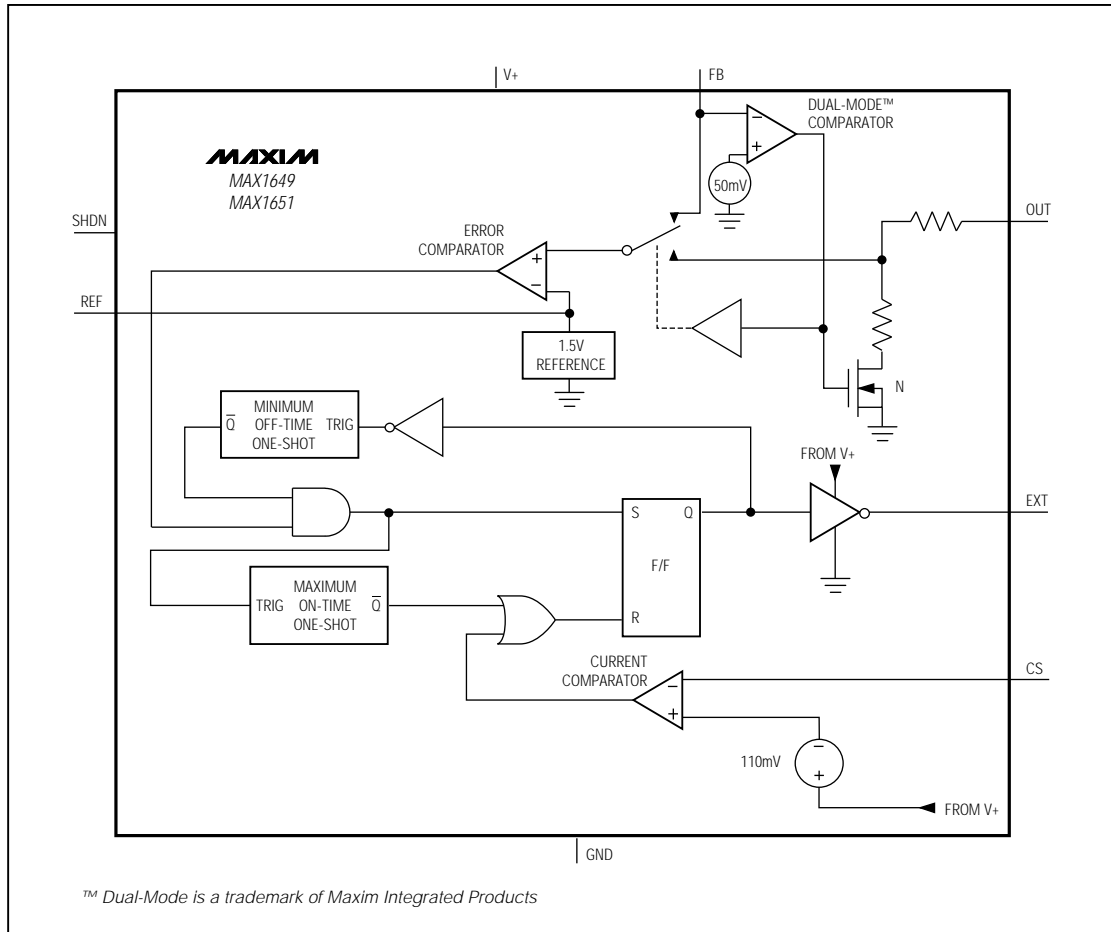 V+
FB
DUAL-MODE™
COMPARATOR
−
+
50mV
MAXIM
MAX1649
MAX1651
SHDN
OUT
ERROR
COMPARATOR
+
−
REF
1.5V
REFERENCE
N
Q̅
MINIMUM
OFF-TIME
ONE-SHOT
TRIG
FROM V+
S
Q
EXT
F/F
TRIG
MAXIMUM
ON-TIME
ONE-SHOT
Q̅
R
CURRENT
COMPARATOR
−
+
CS
110mV
−
+
FROM V+
GND
™ Dual-Mode is a trademark of Maxim Integrated Products